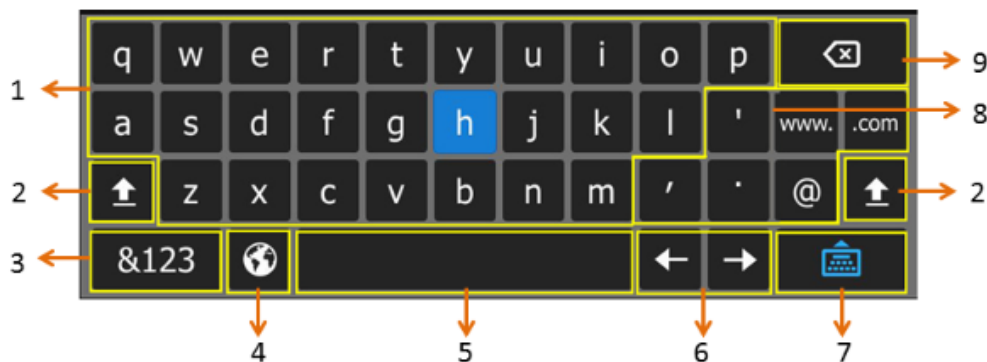 q w e r t y u i o p 9
1 a s d f g h j k l ' www. .com 8
2 z x c v b n m , . @ 2
3 &123
4 5 6 7